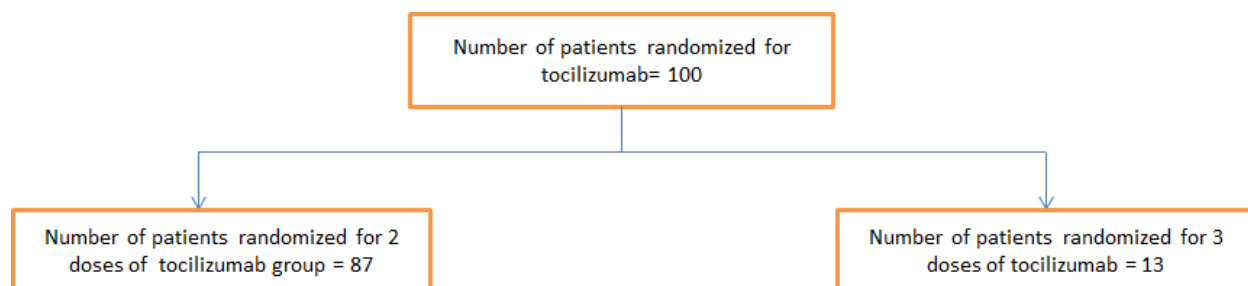 Number of patients randomized for
tocilizumab= 100
Number of patients randomized for 2
doses of tocilizumab group = 87
Number of patients randomized for 3
doses of tocilizumab = 13